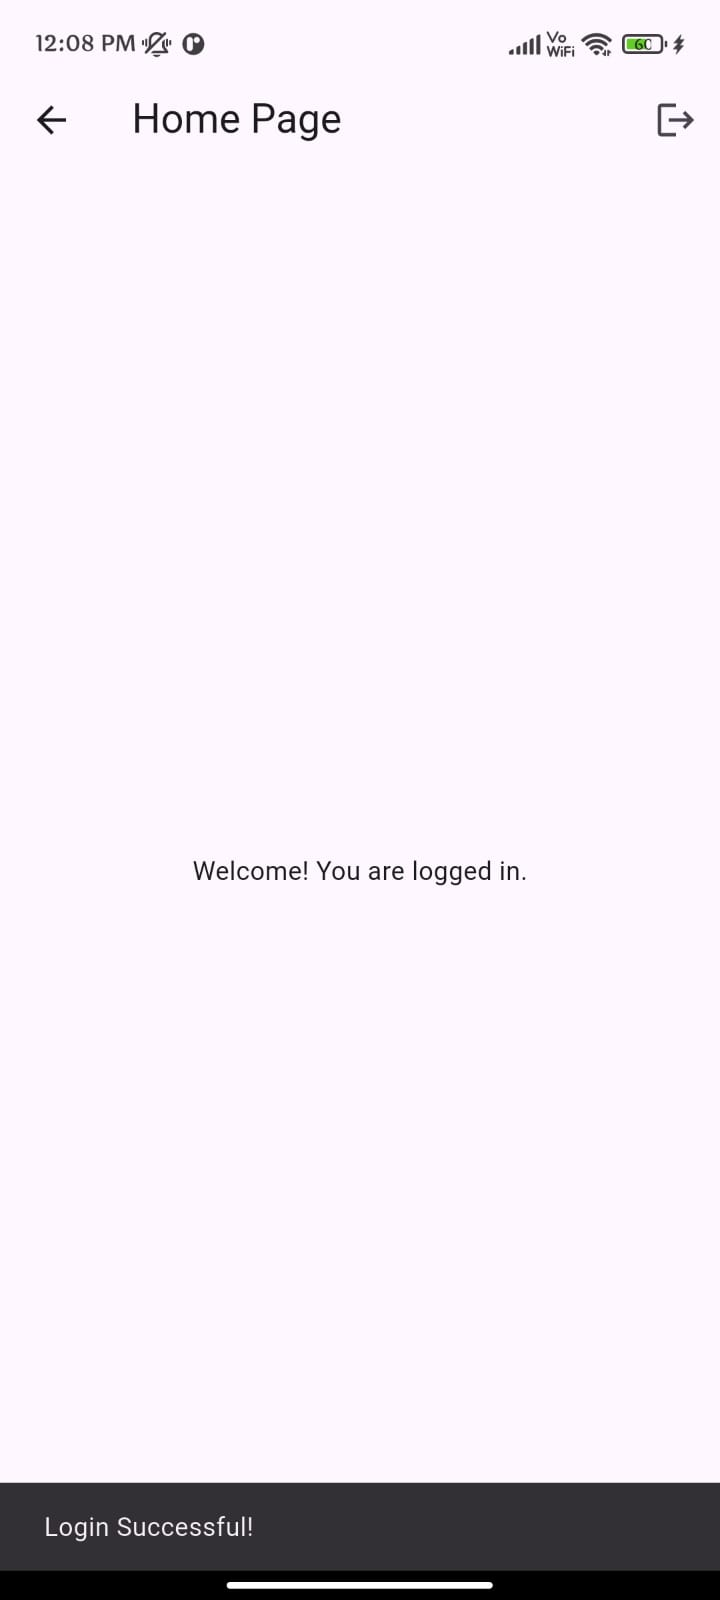 12:08 PM
Vo
WiFi
60
Home Page
Welcome! You are logged in.
Login Successful!